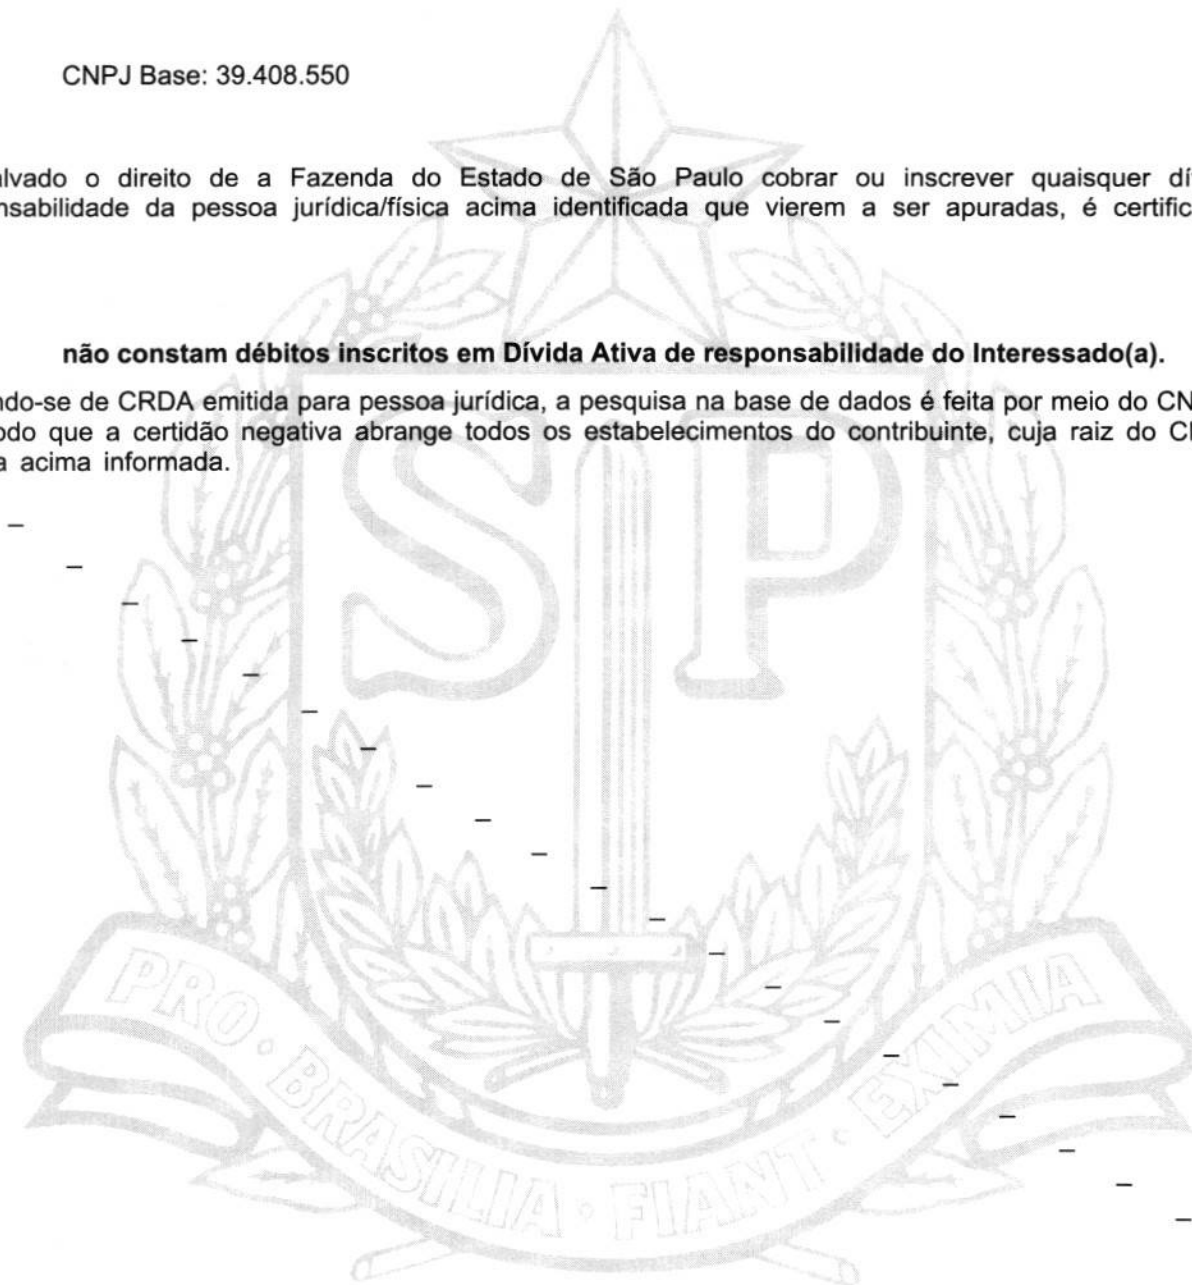 CNPJ Base: 39.408.550
alvado o direito de a Fazenda do Estado de São Paulo cobrar ou inscrever quaisquer dí
nsabilidade da pessoa jurídica/física acima identificada que vierem a ser apuradas, é certific
não constam débitos inscritos em Dívida Ativa de responsabilidade do Interessado(a).
ndo-se de CRDA emitida para pessoa jurídica, a pesquisa na base de dados é feita por meio do CN
odo que a certidão negativa abrange todos os estabelecimentos do contribuinte, cuja raiz do
a acima informada.
SP
PRO · BRASILIA · FIANT · EXIMIA